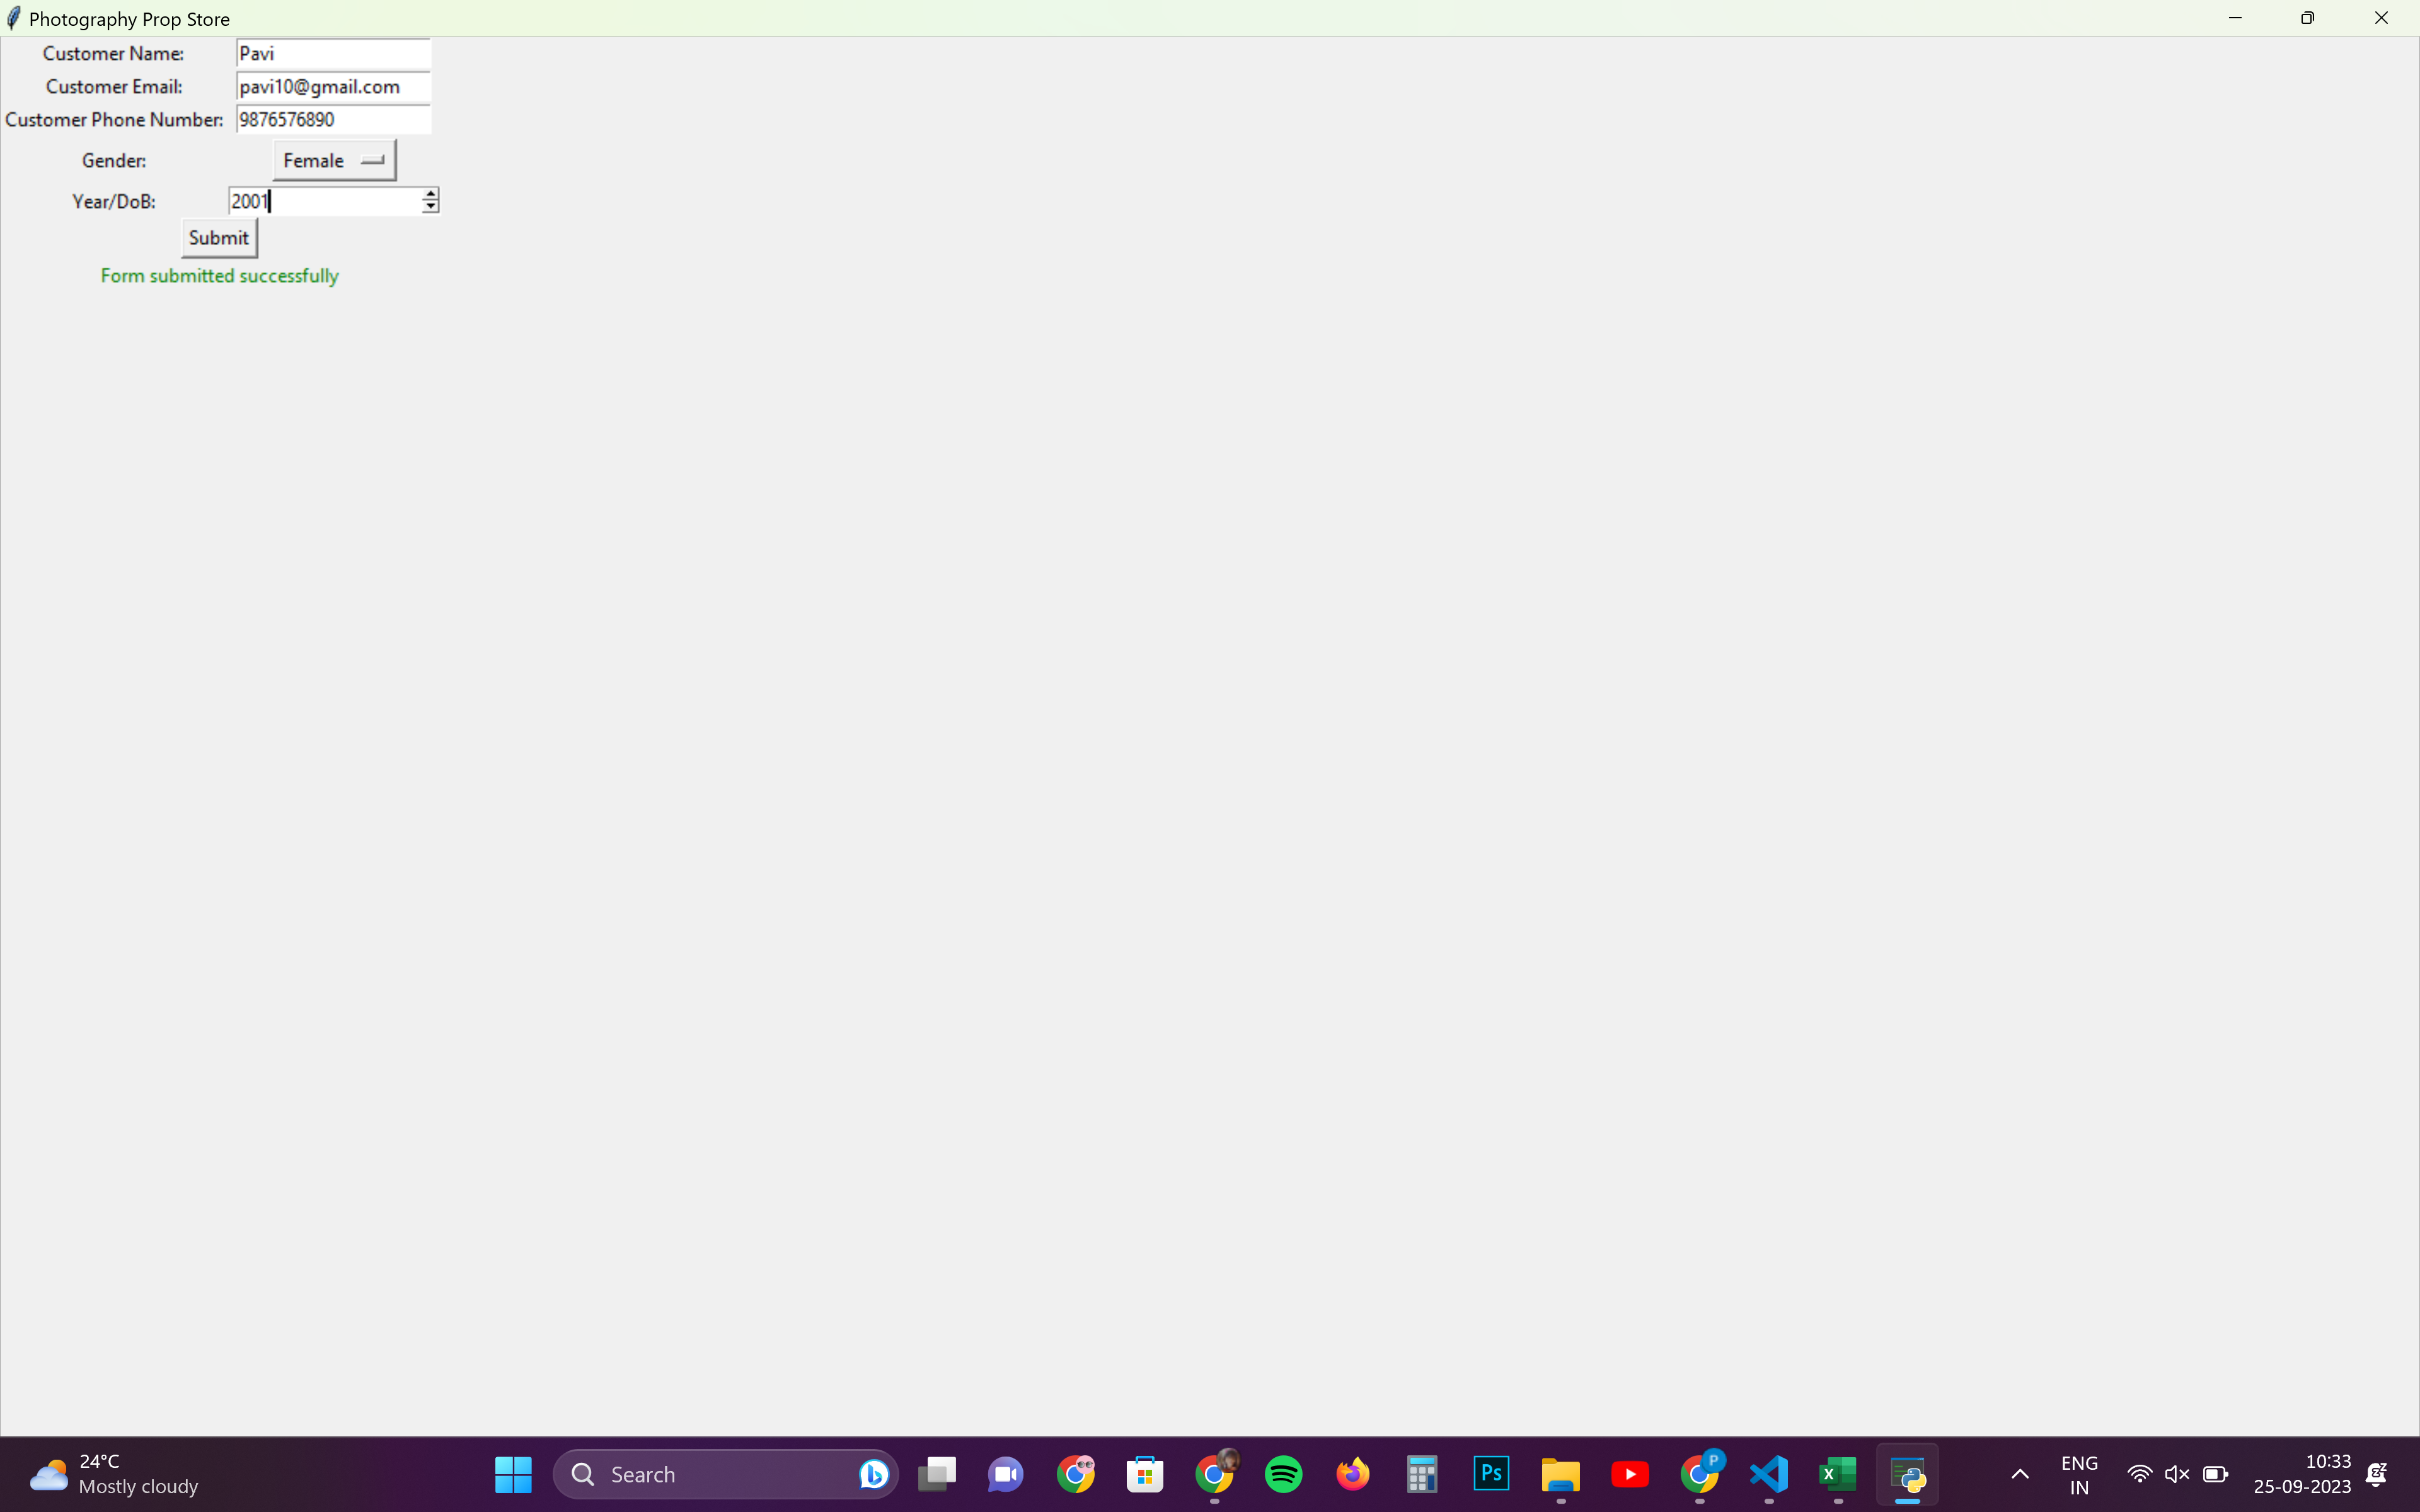 Photography Prop Store
Customer Name: Pavi
Customer Email: pavi10@gmail.com
Customer Phone Number: 9876576890
Gender: Female
Year/DoB: 2001
Submit
Form submitted successfully
24°C
Mostly cloudy
Search
Ps
P
X
ENG
IN
10:33
25-09-2023